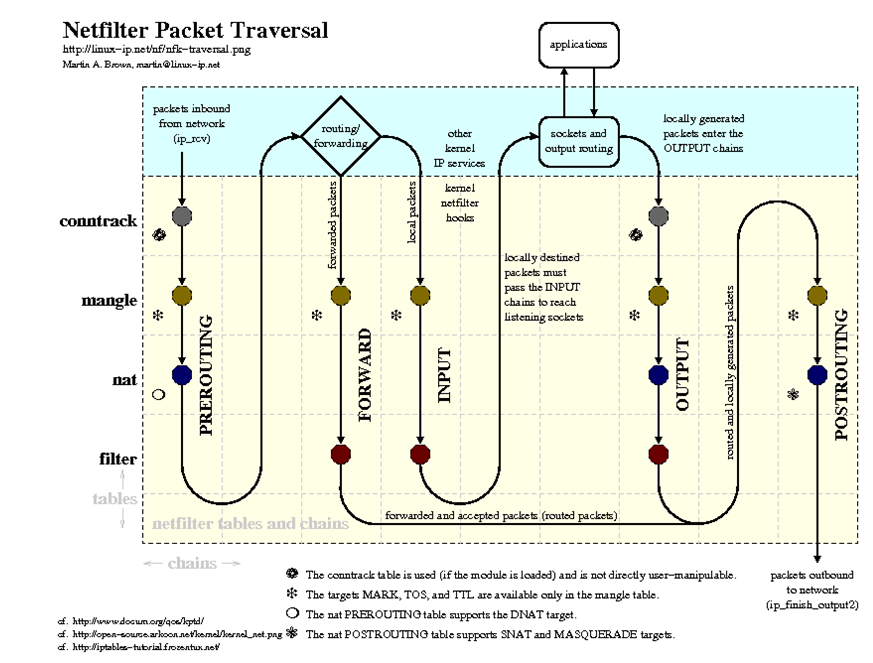 Netfilter Packet Traversal
http://linux-ip.net/nf/nfk-traversal.png
Martin A. Brown, martin@linux-ip.net
applications
packets inbound
from network
(ip_rcv)
routing/
forwarding
other
kernel
IP services
sockets and
output routing
locally generated
packets enter the
OUTPUT chains
kernel
netfilter
hooks
forwarded packets
local packets
conntrack
locally destined
packets must
pass the INPUT
chains to reach
listening sockets
mangle
nat
filter
PREROUTING
FORWARD
INPUT
OUTPUT
routed and locally generated packets
POSTROUTING
tables
netfilter tables and chains
forwarded and accepted packets (routed packets)
chains
The conntrack table is used (if the module is loaded) and is not directly user-manipulable.
The targets MARK, TOS, and TTL are available only in the mangle table.
The nat PREROUTING table supports the DNAT target.
The nat POSTROUTING table supports SNAT and MASQUERADE targets.
packets outbound
to network
(ip_finish_output2)
cf. http://www.docum.org/qos/kptd/
cf. http://open-source.arkoon.net/kernel/kernel_net.png
cf. http://iptables-tutorial.frozentux.net/